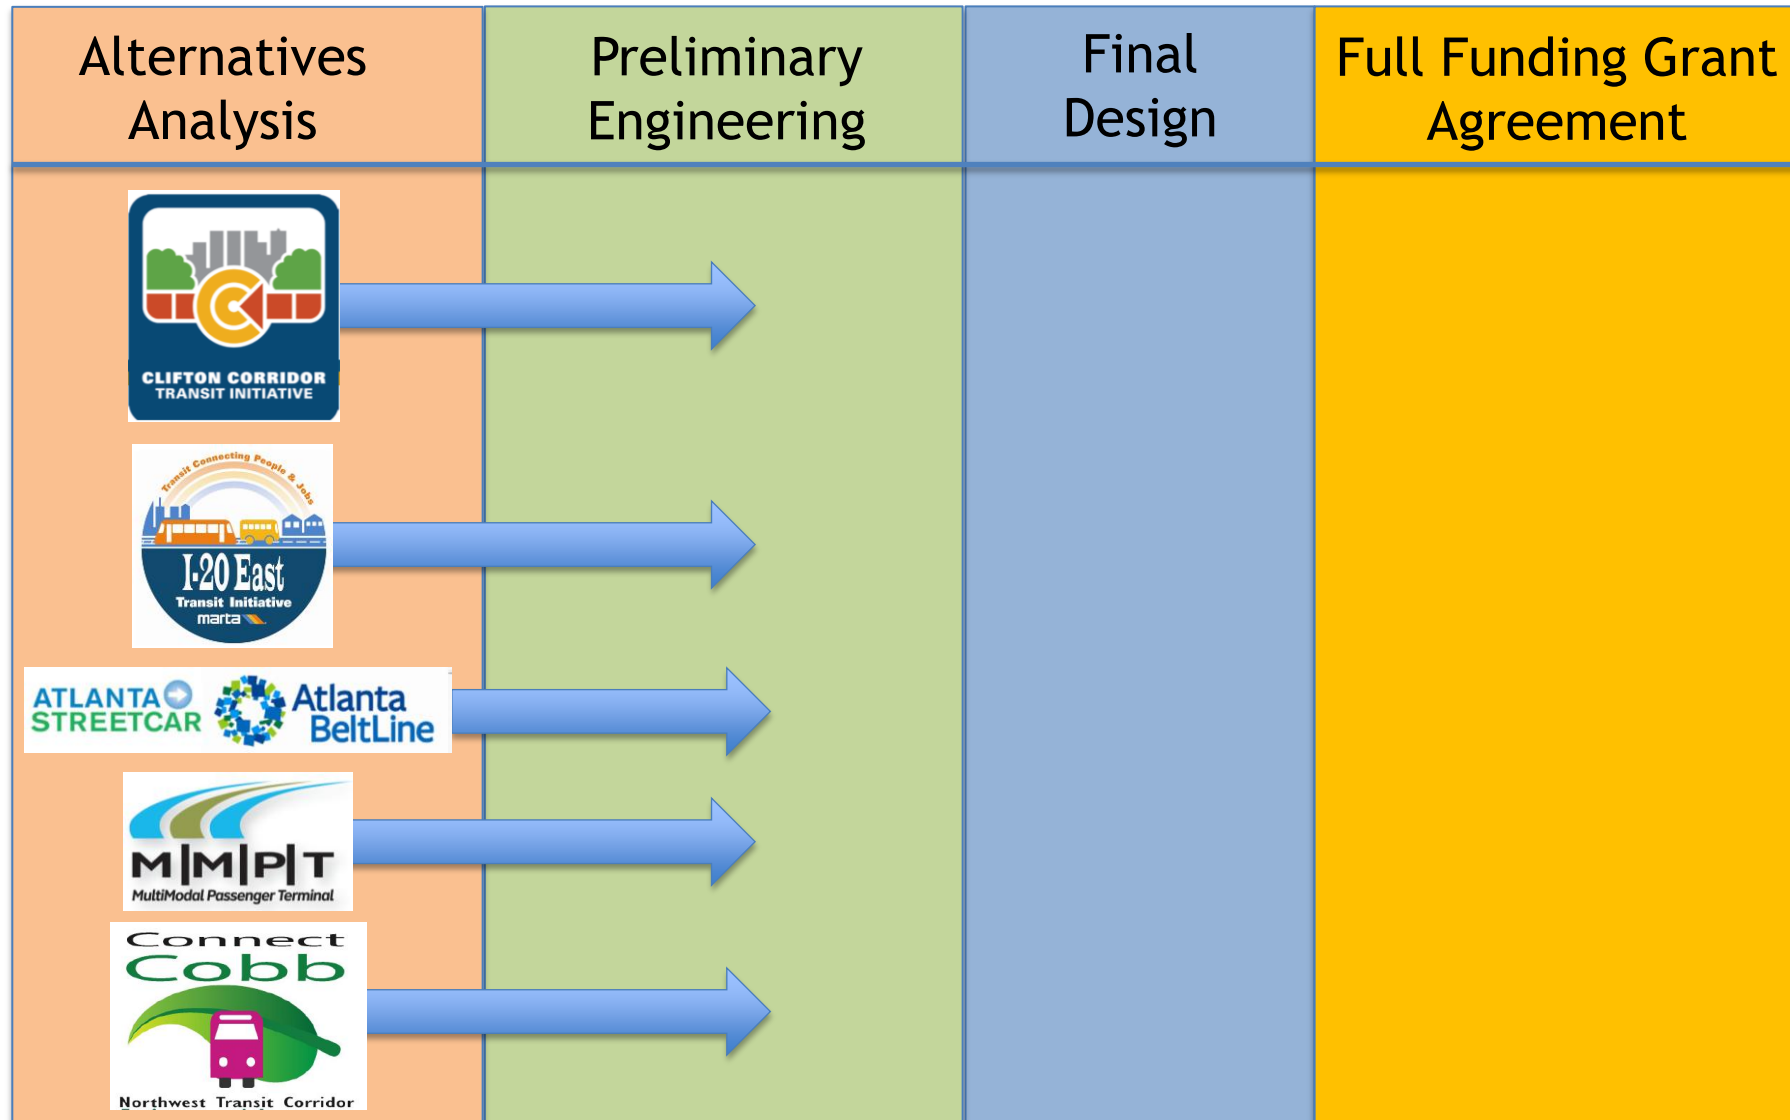 Alternatives
Analysis
Preliminary
Engineering
Final
Design
Full Funding Grant
Agreement
CLIFTON CORRIDOR
TRANSIT INITIATIVE
Transit Connecting People & Jobs
I-20 East
Transit Initiative
marta
ATLANTA
STREETCAR
Atlanta
BeltLine
M|M|P|T
MultiModal Passenger Terminal
Connect
Cobb
Northwest Transit Corridor